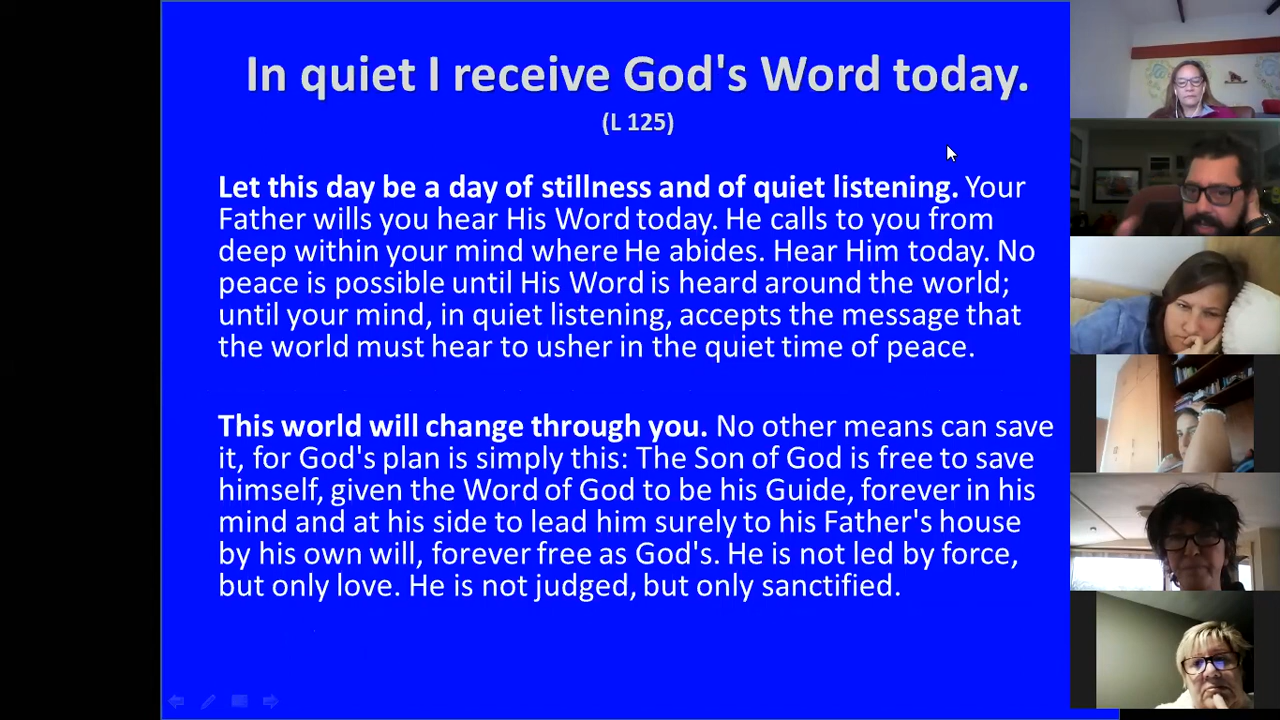 In quiet I receive God's Word today.
(L 125)
Let this day be a day of stillness and of quiet listening. Your
Father wills you hear His Word today. He calls to you from
deep within your mind where He abides. Hear Him today. No
peace is possible until His Word is heard around the world;
until your mind, in quiet listening, accepts the message that
the world must hear to usher in the quiet time of peace.
This world will change through you. No other means can save
it, for God's plan is simply this: The Son of God is free to save
himself, given the Word of God to be his Guide, forever in his
mind and at his side to lead him surely to his Father's house
by his own will, forever free as God's. He is not led by force,
but only love. He is not judged, but only sanctified.